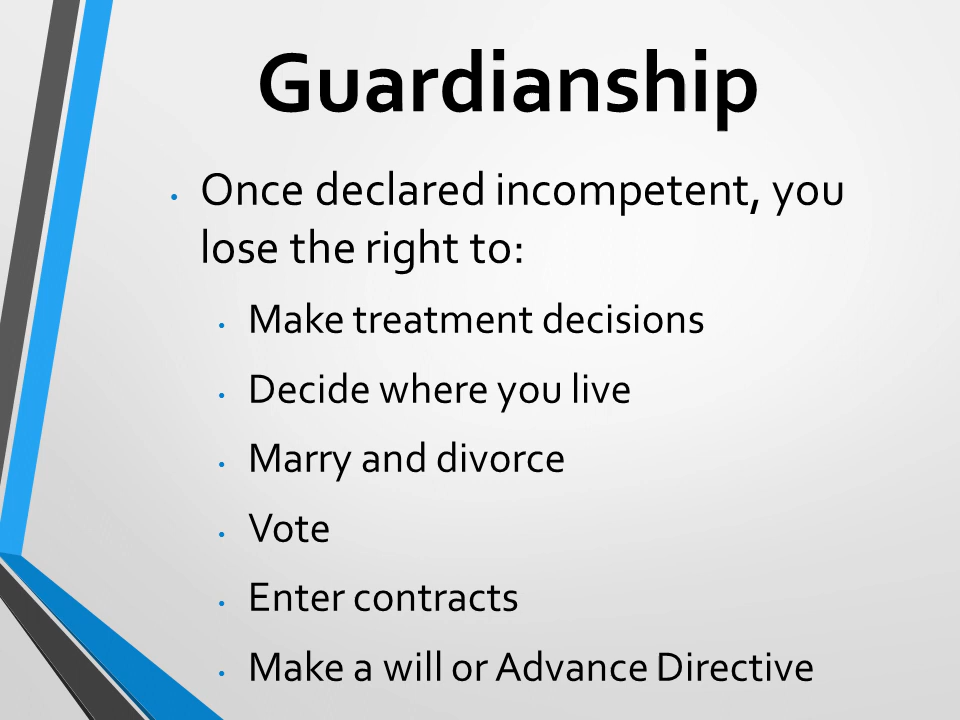 Guardianship
• Once declared incompetent, you
lose the right to:
• Make treatment decisions
• Decide where you live
• Marry and divorce
• Vote
• Enter contracts
• Make a will or Advance Directive